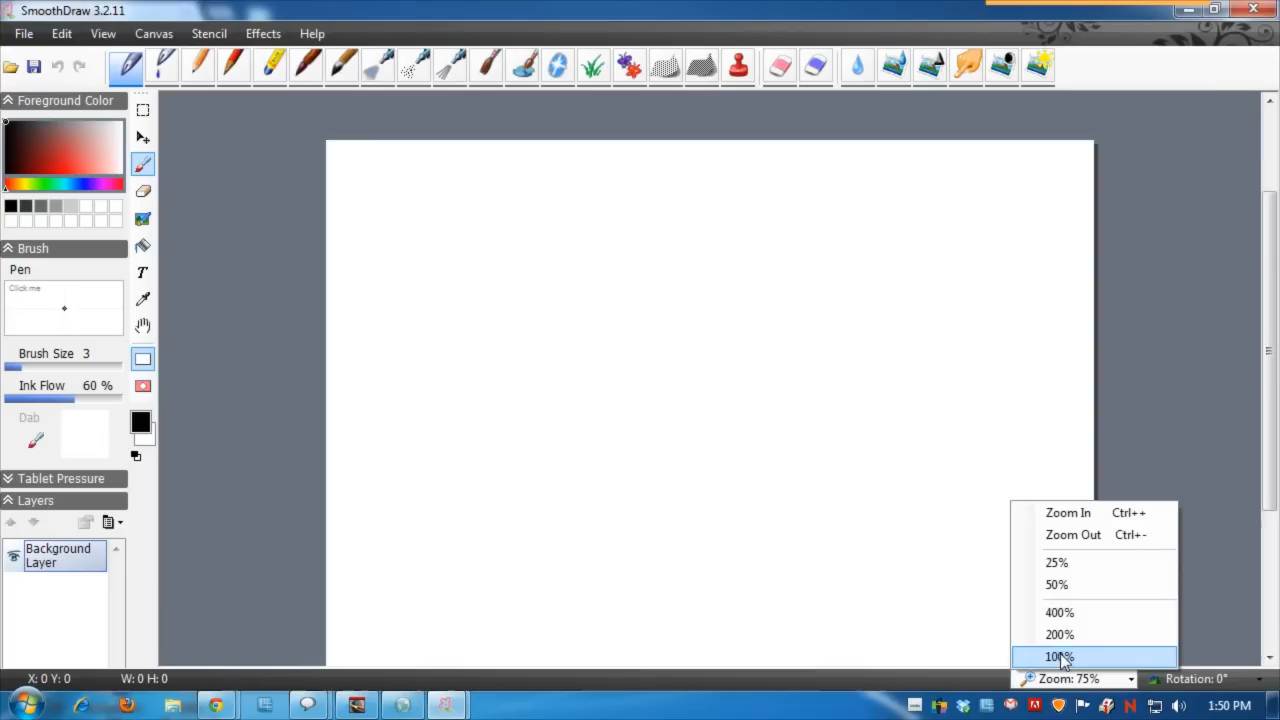 SmoothDraw 3.2.11
File Edit View Canvas Stencil Effects Help
Foreground Color
Brush
Pen
Click me
Brush Size 3
Ink Flow 60 %
Dab
Tablet Pressure
Layers
Background
Layer
Zoom In Ctrl++
Zoom Out Ctrl+-
25%
50%
400%
200%
100%
X: 0 Y: 0 W: 0 H: 0 Zoom: 75% Rotation: 0°
1:50 PM